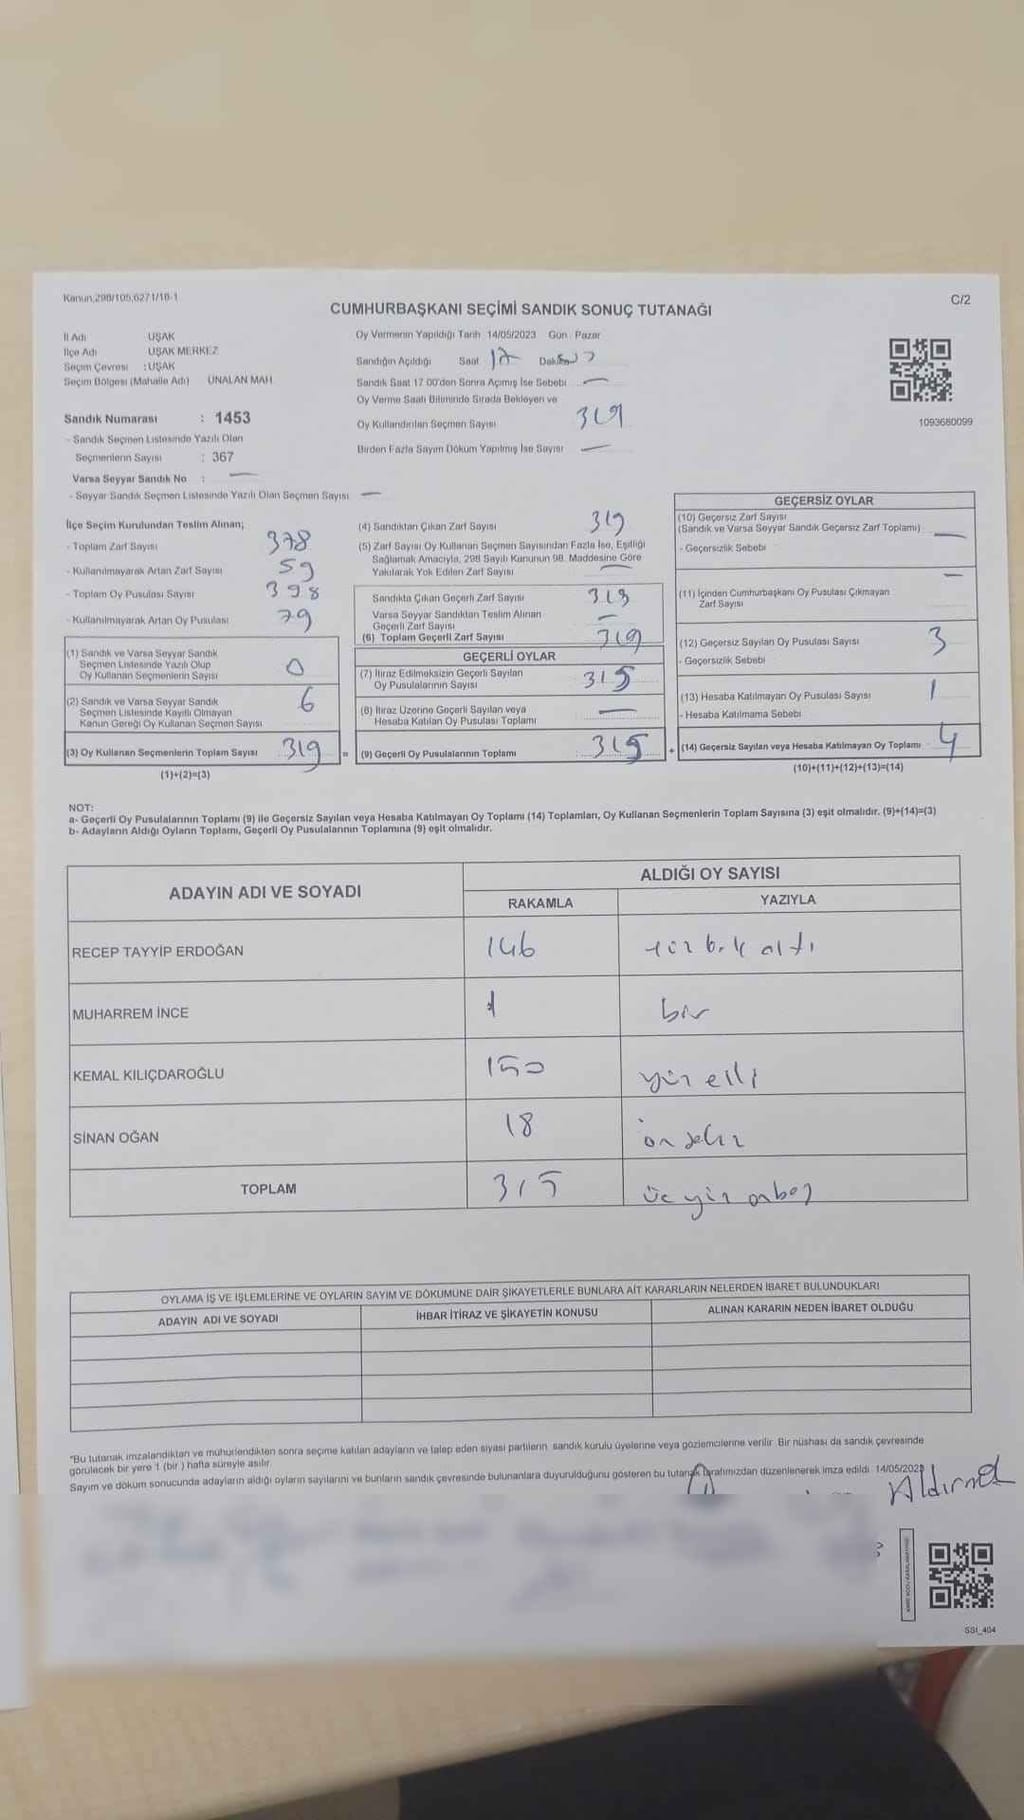 Kanun;298/105,6271/18-1
C/2
CUMHURBAŞKANI SEÇİMİ SANDIK SONUÇ TUTANAĞI
İl Adı UŞAK
İlçe Adı UŞAK MERKEZ
Seçim Çevresi : UŞAK
Seçim Bölgesi (Mahalle Adı) ÜNALAN MAH
Oy Vermenin Yapıldığı Tarih 14/05/2023 Gün Pazar
Sandığın Açıldığı Saat 17
Sandık Saat 17 00'den Sonra Açımış İse Sebebi —
Oy Verme Saati Bitiminde Sırada Bekleyen ve
Oy Kullandırılan Seçmen Sayısı 319
Birden Fazla Sayım Döküm Yapılmış İse Sayısı —
1093680099
Sandık Numarası : 1453
- Sandık Seçmen Listesinde Yazılı Olan
Seçmenlerin Sayısı : 367
Varsa Seyyar Sandık No : —
- Seyyar Sandık Seçmen Listesinde Yazılı Olan Seçmen Sayısı —
İlçe Seçim Kurulundan Teslim Alınan;
- Toplam Zarf Sayısı 378
- Kullanılmayarak Artan Zarf Sayısı 59
- Toplam Oy Pusulası Sayısı 398
- Kullanılmayarak Artan Oy Pusulası 79
(1) Sandık ve Varsa Seyyar Sandık
Seçmen Listesinde Yazılı Olup
Oy Kullanan Seçmenlerin Sayısı 0
(2) Sandık ve Varsa Seyyar Sandık
Seçmen Listesinde Kayıtlı Olmayan
Kanun Gereği Oy Kullanan Seçmen Sayısı 6
(3) Oy Kullanan Seçmenlerin Toplam Sayısı 319 =
(1)+(2)=(3)
(4) Sandıktan Çıkan Zarf Sayısı 319
(5) Zarf Sayısı Oy Kullanan Seçmen Sayısından Fazla İse, Eşitliği
Sağlamak Amacıyla, 298 Sayılı Kanunun 98. Maddesine Göre
Yakılarak Yok Edilen Zarf Sayısı —
Sandıkta Çıkan Geçerli Zarf Sayısı 319
Varsa Seyyar Sandıktan Teslim Alınan
Geçerli Zarf Sayısı —
(6) Toplam Geçerli Zarf Sayısı 319
GEÇERLİ OYLAR
(7) İtiraz Edilmeksizin Geçerli Sayılan
Oy Pusulalarının Sayısı 315
(8) İtiraz Üzerine Geçerli Sayılan veya
Hesaba Katılan Oy Pusulası Toplamı —
(9) Geçerli Oy Pusulalarının Toplamı 315 +
GEÇERSİZ OYLAR
(10) Geçersiz Zarf Sayısı
(Sandık ve Varsa Seyyar Sandık Geçersiz Zarf Toplamı) —
- Geçersizlik Sebebi
(11) İçinden Cumhurbaşkanı Oy Pusulası Çıkmayan
Zarf Sayısı —
(12) Geçersiz Sayılan Oy Pusulası Sayısı 3
- Geçersizlik Sebebi
(13) Hesaba Katılmayan Oy Pusulası Sayısı 1
- Hesaba Katılmama Sebebi
(14) Geçersiz Sayılan veya Hesaba Katılmayan Oy Toplamı 4
(10)+(11)+(12)+(13)=(14)
NOT:
a- Geçerli Oy Pusulalarının Toplamı (9) ile Geçersiz Sayılan veya Hesaba Katılmayan Oy Toplamı (14) Toplamları, Oy Kullanan Seçmenlerin Toplam Sayısına (3) eşit olmalıdır. (9)+(14)=(3)
b- Adayların Aldığı Oyların Toplamı, Geçerli Oy Pusulalarının Toplamına (9) eşit olmalıdır.
ADAYIN ADI VE SOYADI ALDIĞI OY SAYISI
RAKAMLA YAZIYLA
RECEP TAYYİP ERDOĞAN 146 yüz kırk altı
MUHARREM İNCE 1 bir
KEMAL KILIÇDAROĞLU 150 yüz elli
SİNAN OĞAN 18 on sekiz
TOPLAM 315 üç yüz onbeş
OYLAMA İŞ VE İŞLEMLERİNE VE OYLARIN SAYIM VE DÖKÜMÜNE DAİR ŞİKAYETLERLE BUNLARA AİT KARARLARIN NELERDEN İBARET BULUNDUKLARI
ADAYIN ADI VE SOYADI İHBAR İTİRAZ VE ŞİKAYETİN KONUSU ALINAN KARARIN NEDEN İBARET OLDUĞU
"Bu tutanak imzalandıktan ve mühürlendikten sonra seçime katılan adayların ve talep eden siyasi partilerin sandık kurulu üyelerine veya gözlemcilerine verilir. Bir nüshası da sandık çevresinde
görülecek bir yere 1 (bir ) hafta süreyle asılır.
Sayım ve döküm sonucunda adayların aldığı oyların sayılarını ve bunların sandık çevresinde bulunanlara duyurulduğunu gösteren bu tutanak tarafımızdan düzenlenerek imza edildi 14/05/2023
Aldırmat
SSI_404